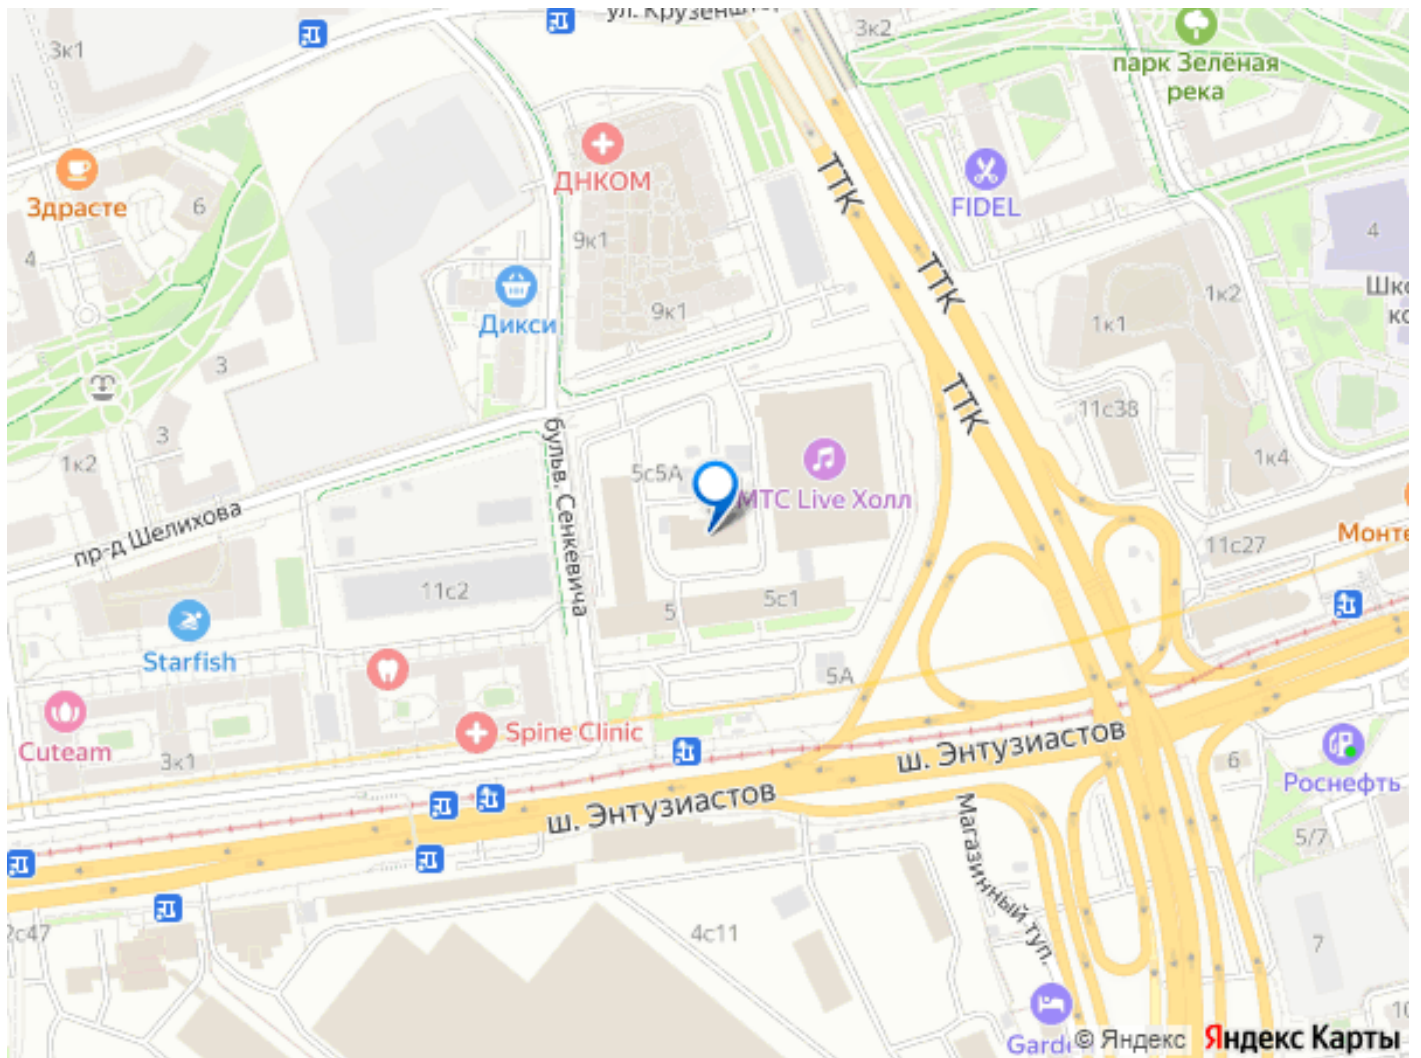 3к1
3к2
парк Зелёная
река
ДНКОМ
ТТК
FIDEL
Здрасте
6
4
4
9к1
ТТК
1к2
Дикси
9к1
1к1
3
ТТК
11с38
3
1к2
1к4
бульв. Сенкевича
5с5А
МТС Live Холл
пр-д Шелихова
11с27
11с2
5с1
5
Starfish
5А
Spine Clinic
Cuteam
3к1
ш. Энтузиастов
6
Роснефть
ш. Энтузиастов
Магазинный туп.
5/7
2с47
4с11
7
© Яндекс
Яндекс Карты